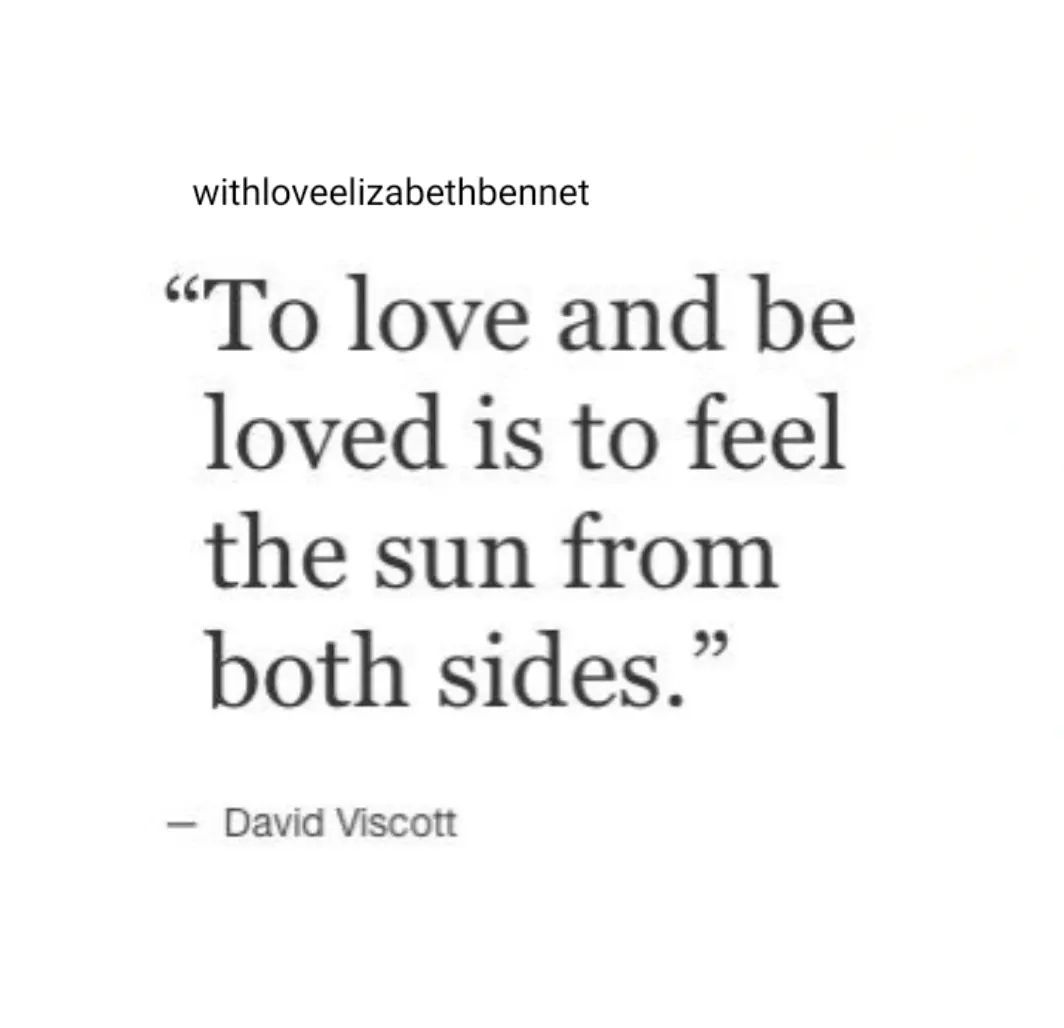 withloveelizabethbennet
“To love and be
loved is to feel
the sun from
both sides.”
— David Viscott